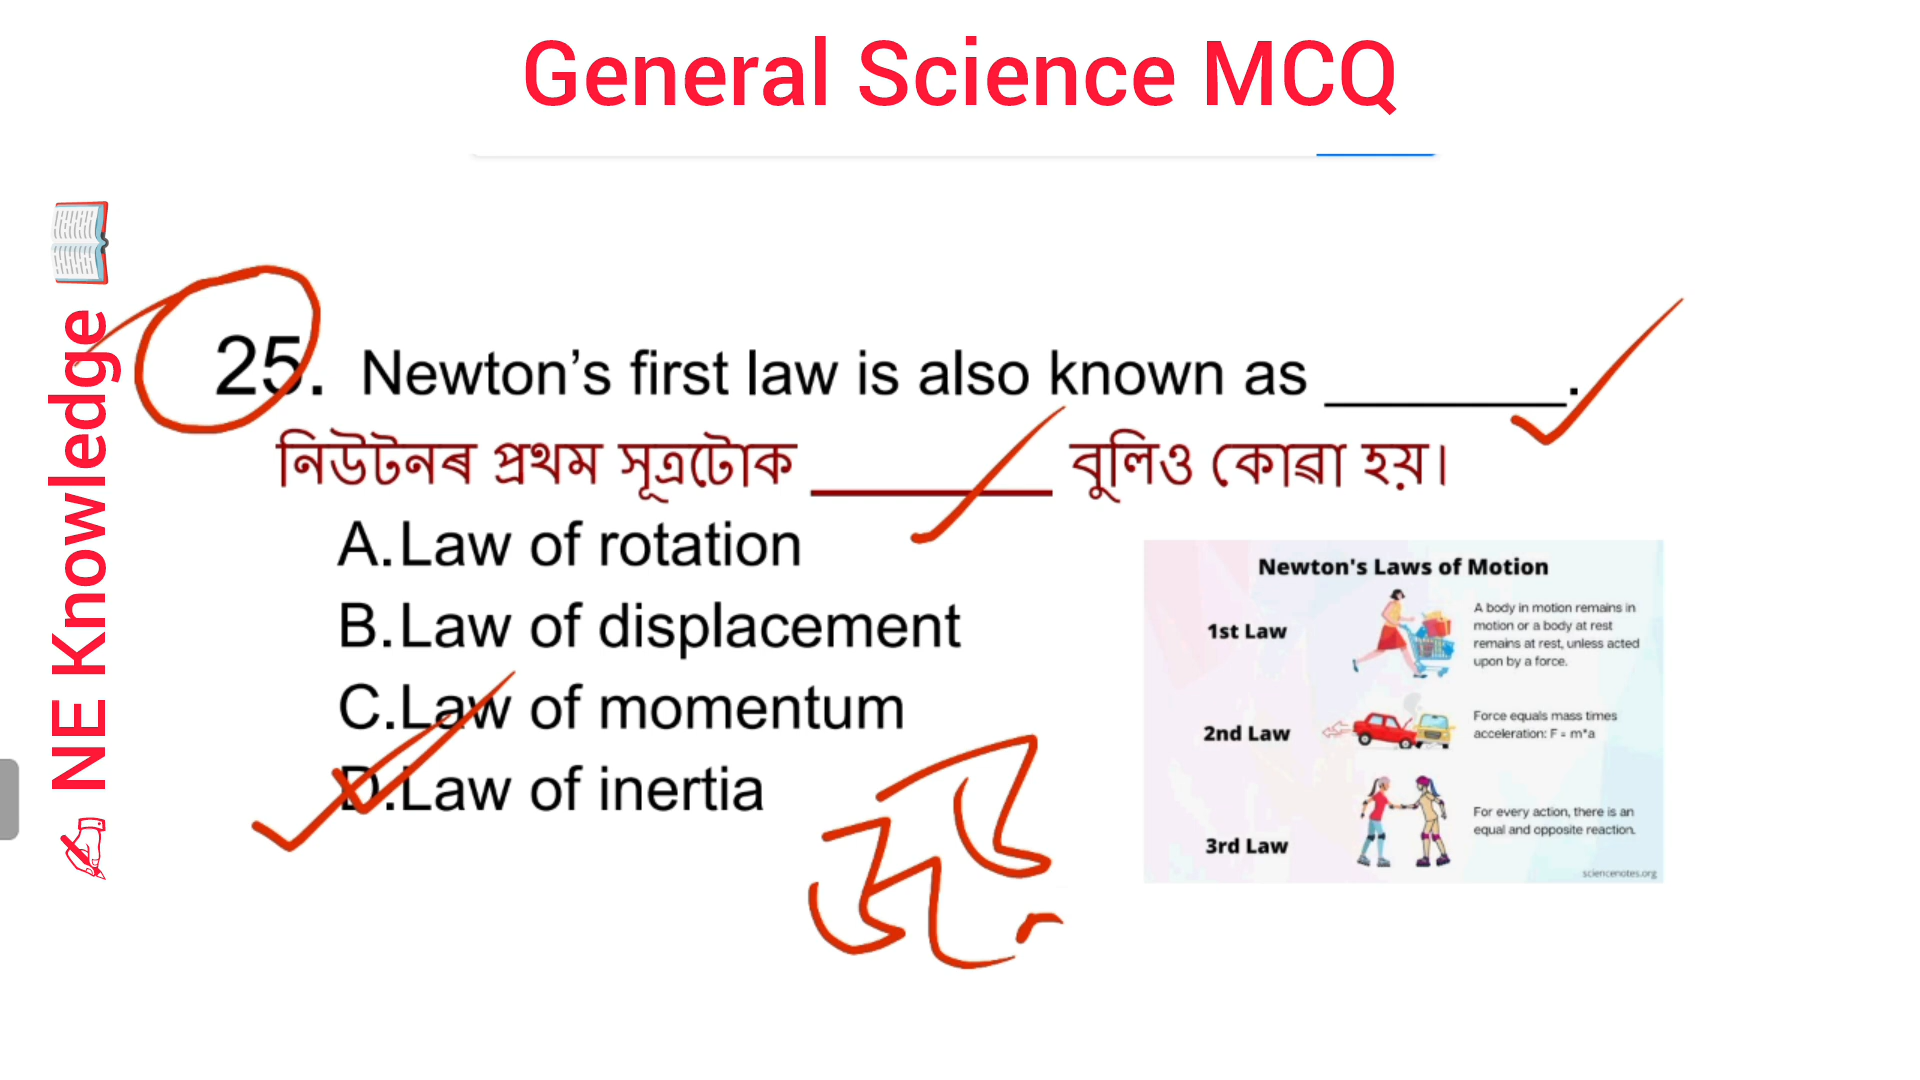 General Science MCQ
NE Knowledge
25. Newton’s first law is also known as ________.
নিউটনৰ প্ৰথম সূত্ৰটোক ________ বুলিও কোৱা হয়।
A.Law of rotation
B.Law of displacement
C.Law of momentum
D.Law of inertia
Newton's Laws of Motion
1st Law
A body in motion remains in
motion or a body at rest
remains at rest, unless acted
upon by a force.
2nd Law
Force equals mass times
acceleration: F = m*a
3rd Law
For every action, there is an
equal and opposite reaction.
sciencenotes.org